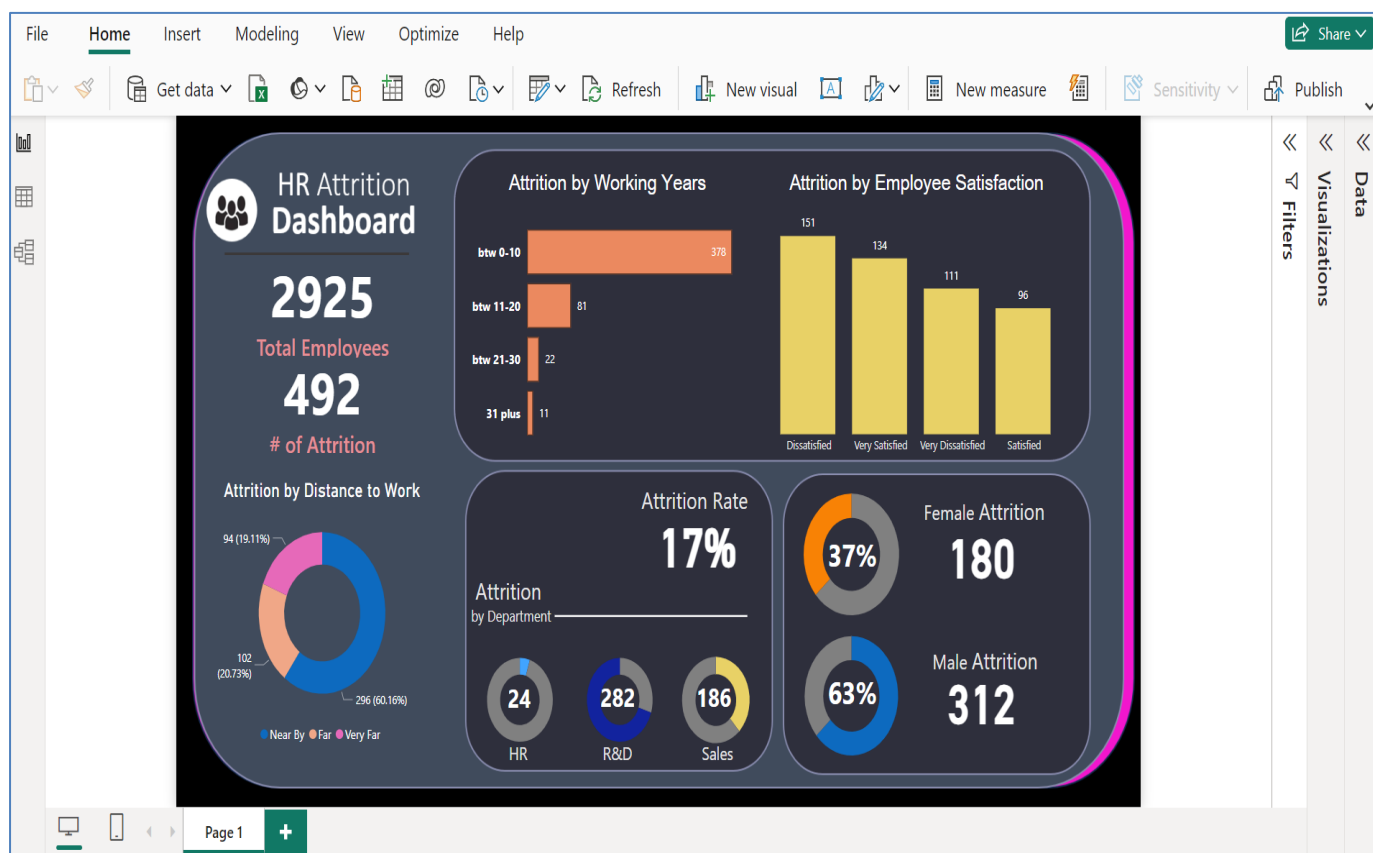 File Home Insert Modeling View Optimize Help Share
Get data Refresh New visual New measure Sensitivity Publish
HR Attrition
Dashboard
2925
Total Employees
492
# of Attrition
Attrition by Distance to Work
94 (19.11%)
102
(20.73%)
296 (60.16%)
Near By Far Very Far
Attrition by Working Years
btw 0-10 378
btw 11-20 81
btw 21-30 22
31 plus 11
Attrition by Employee Satisfaction
151
134
111
96
Dissatisfied Very Satisfied Very Dissatisfied Satisfied
Attrition Rate
17%
Attrition
by Department
24 282 186
HR R&D Sales
Female Attrition
37% 180
Male Attrition
63% 312
Filters
Visualizations
Data
Page 1